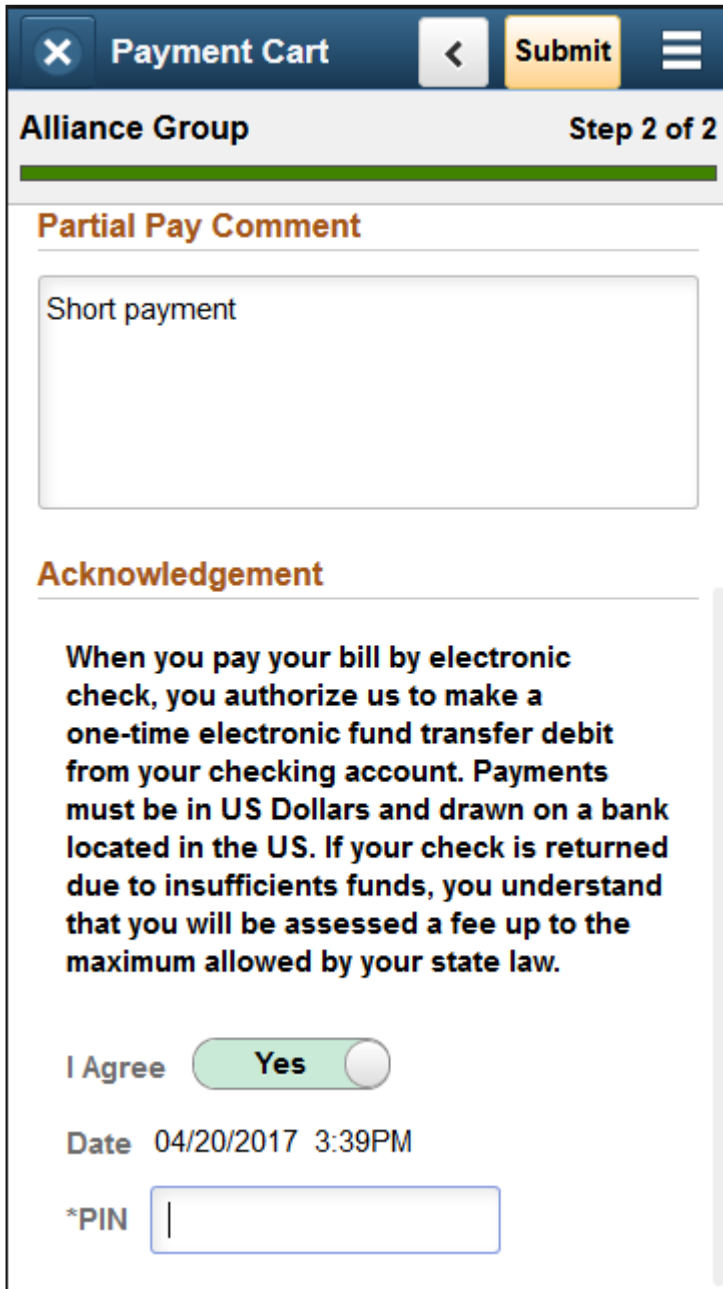 Payment Cart
Submit
Alliance Group
Step 2 of 2
Partial Pay Comment
Short payment
Acknowledgement
When you pay your bill by electronic
check, you authorize us to make a
one-time electronic fund transfer debit
from your checking account. Payments
must be in US Dollars and drawn on a bank
located in the US. If your check is returned
due to insufficients funds, you understand
that you will be assessed a fee up to the
maximum allowed by your state law.
I Agree Yes
Date 04/20/2017 3:39PM
*PIN